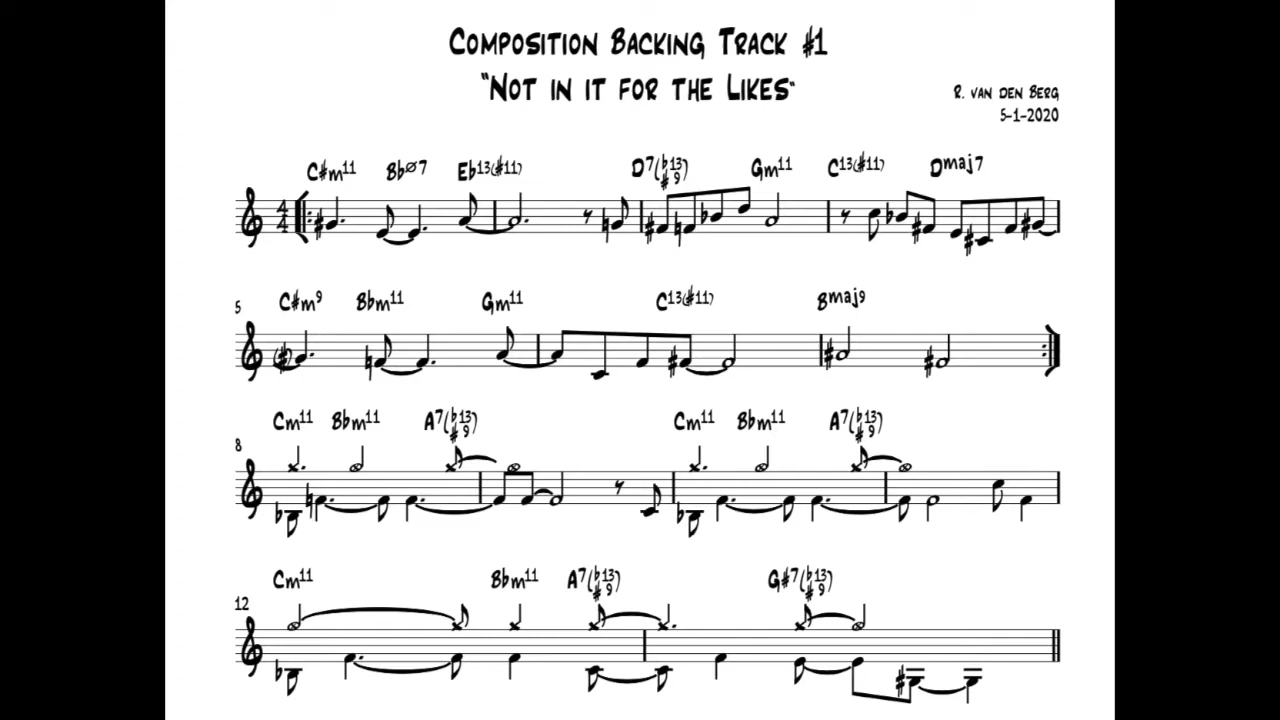 COMPOSITION BACKING TRACK #1
"NOT IN IT FOR THE LIKES"
R. VAN DEN BERG
5-1-2020
C#m11 Bbø7 Eb13(#11) D7(b13 #9) Gm11 C13(#11) Dmaj7
4/4
5
C#m9 Bbm11 Gm11 C13(#11) Bmaj9
8
Cm11 Bbm11 A7(b13 #9) Cm11 Bbm11 A7(b13 #9)
12
Cm11 Bbm11 A7(b13 #9) G#7(b13 #9)